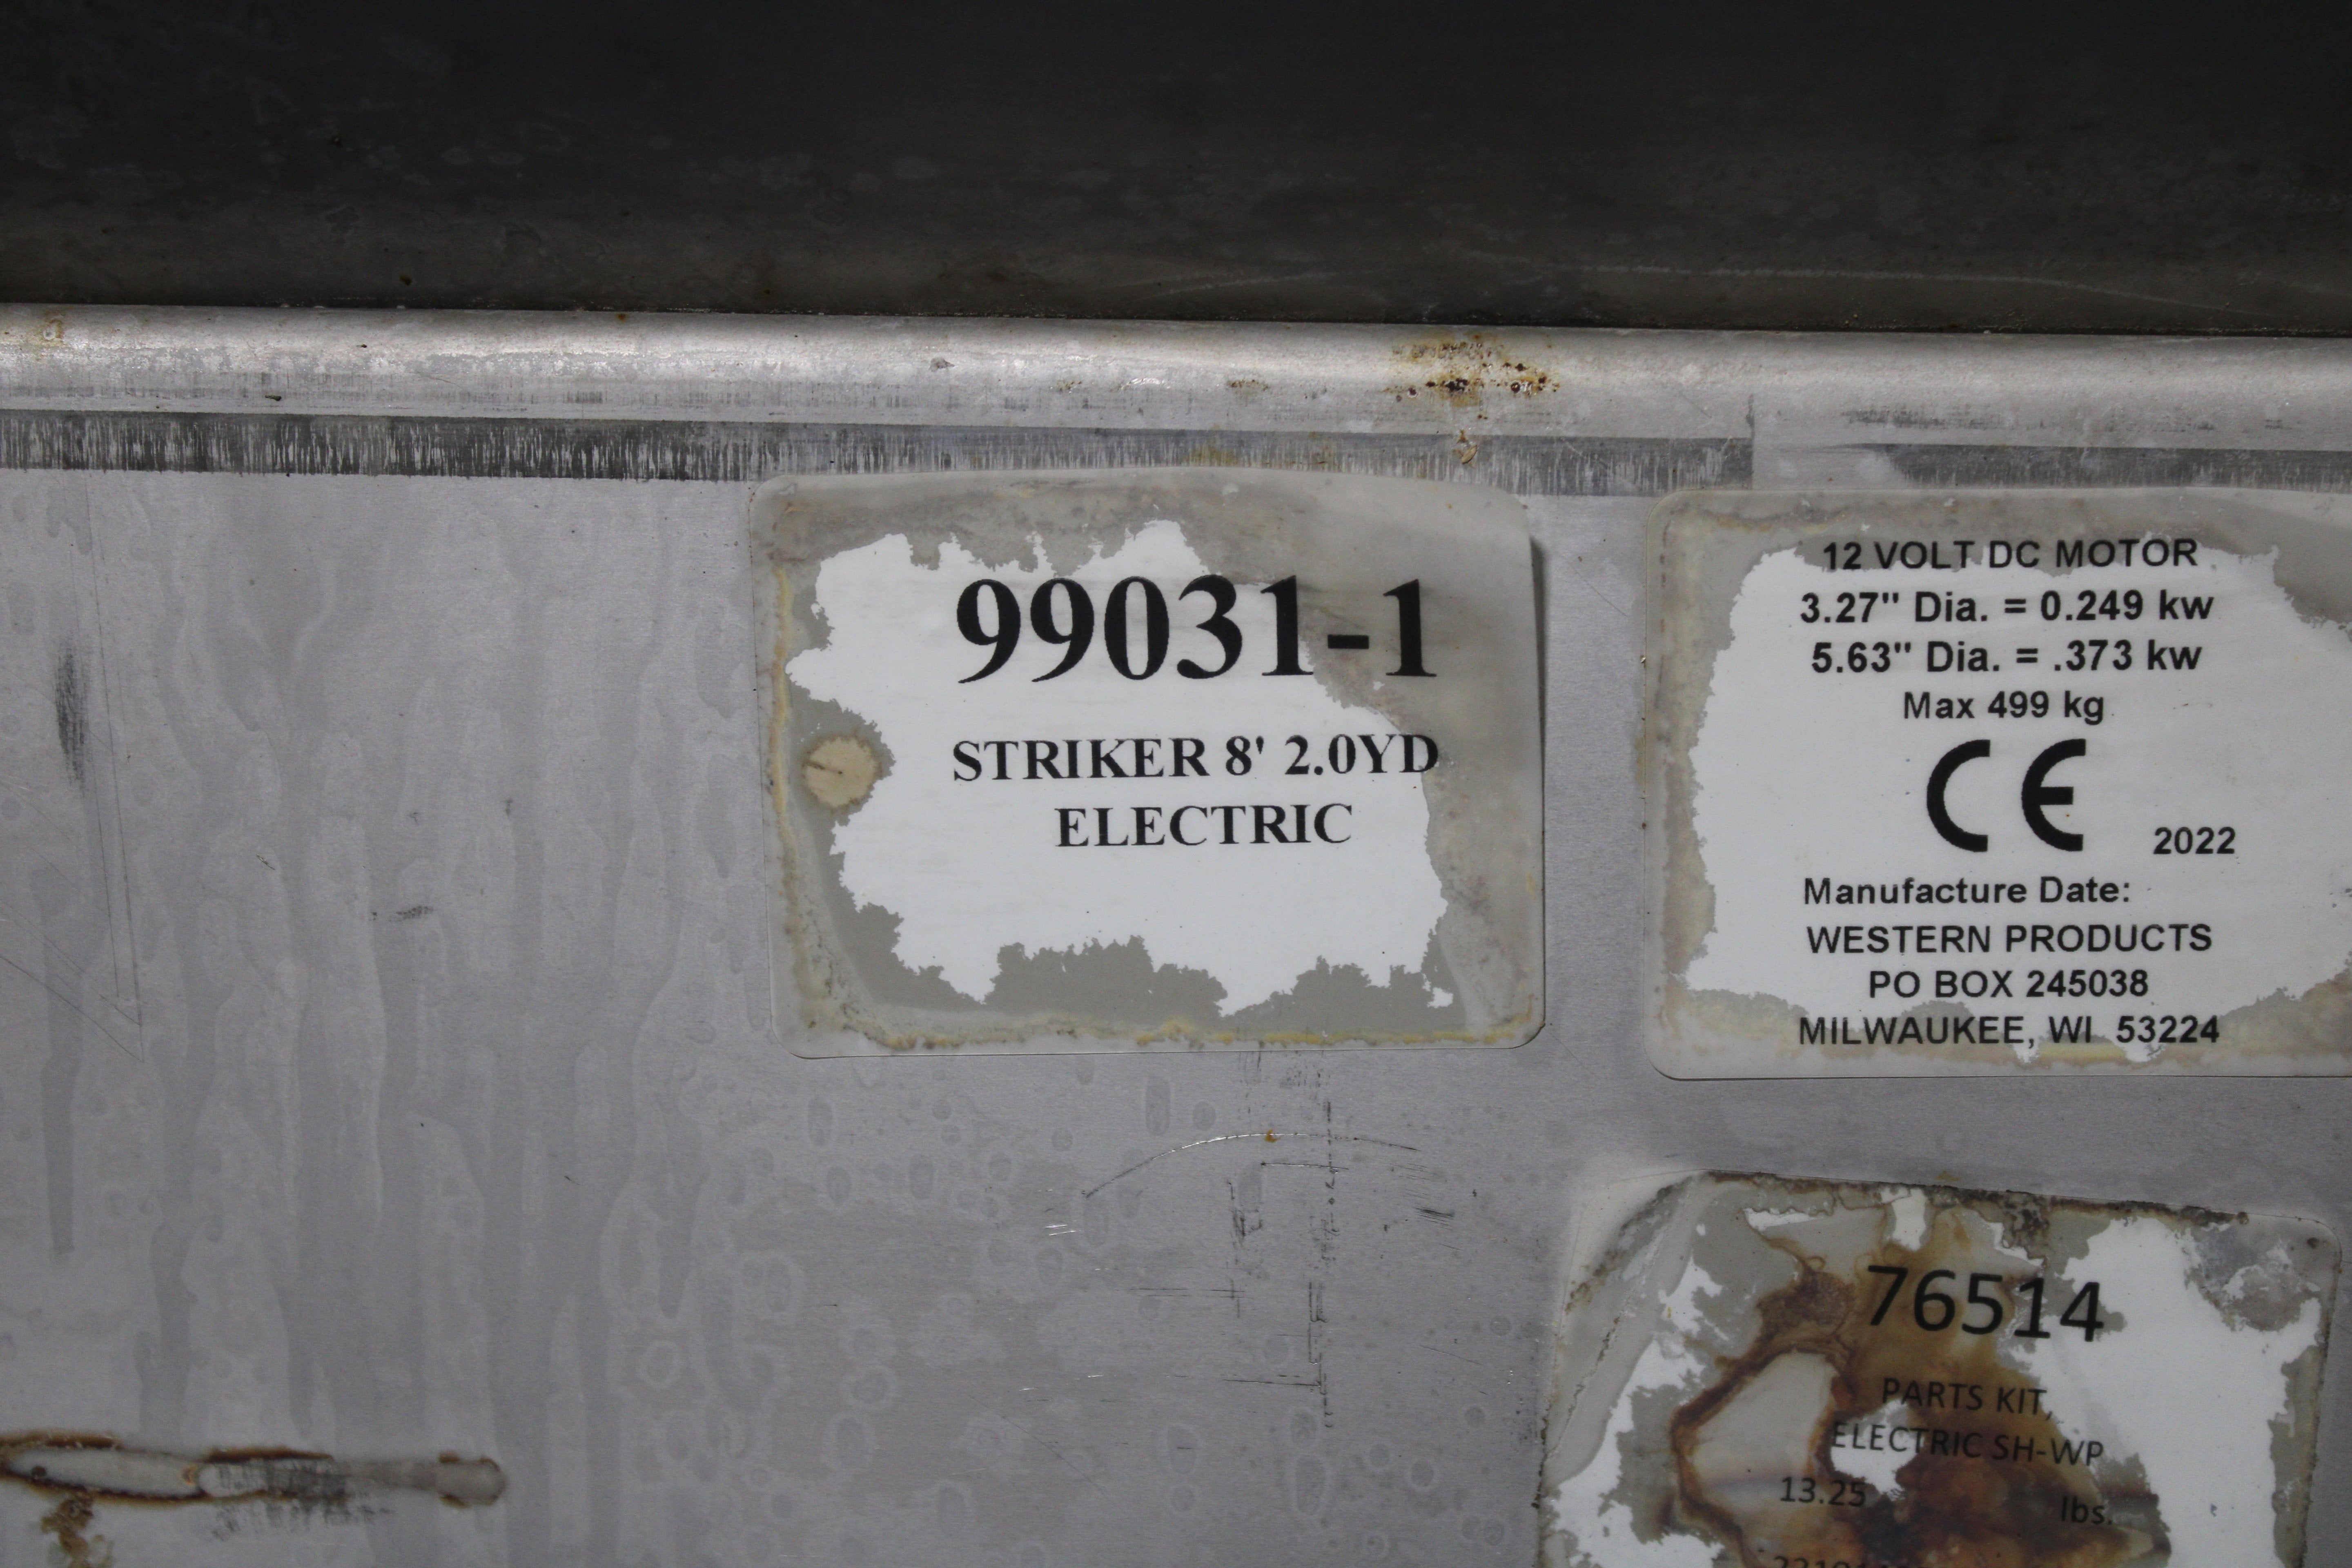 99031-1
STRIKER 8' 2.0YD
ELECTRIC
12 VOLT DC MOTOR
3.27" Dia. = 0.249 kw
5.63" Dia. = .373 kw
Max 499 kg
CE 2022
Manufacture Date:
WESTERN PRODUCTS
PO BOX 245038
MILWAUKEE, WI 53224
76514
PARTS KIT,
ELECTRIC SH-WP
13.25 lbs.